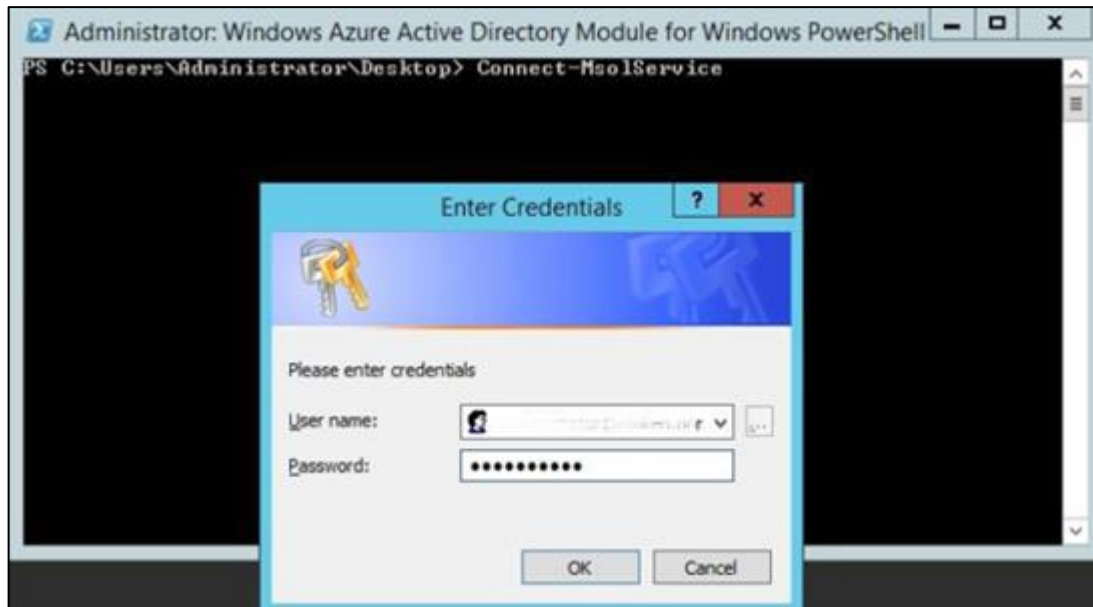 Administrator: Windows Azure Active Directory Module for Windows PowerShell
PS C:\Users\Administrator\Desktop> Connect-MsolService
Enter Credentials
Please enter credentials
User name:
Password: ••••••••••
OK Cancel